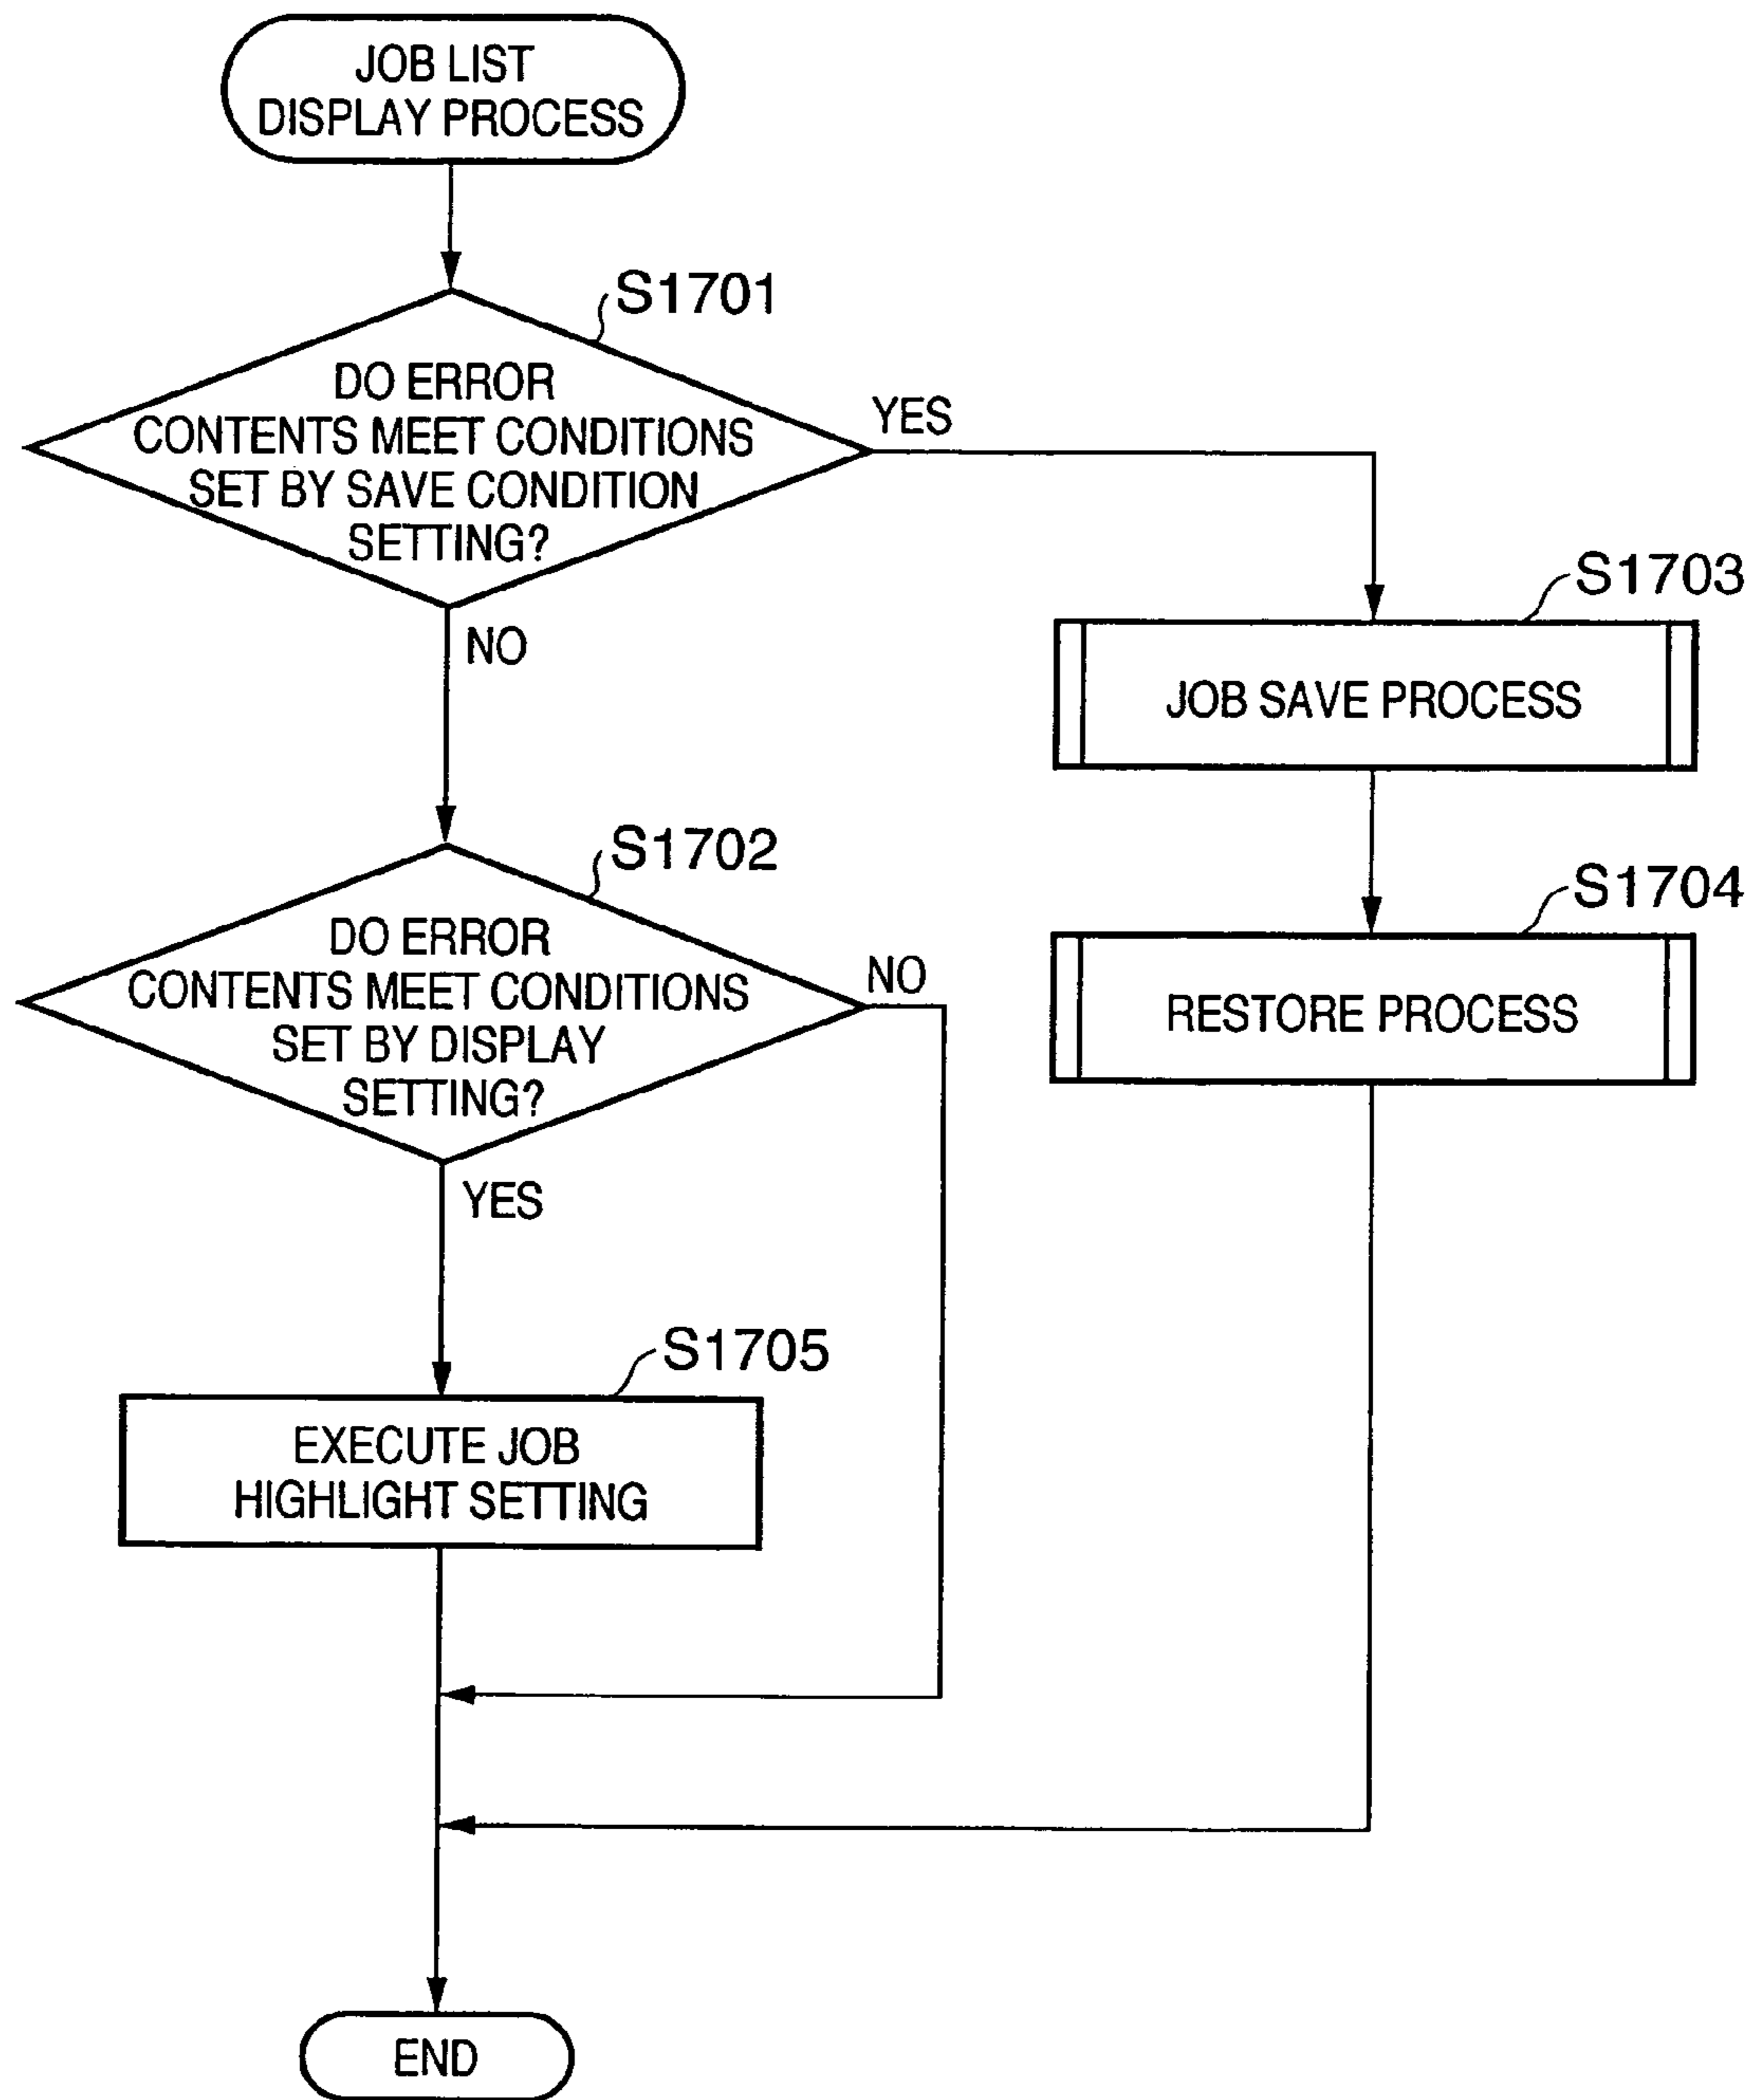 JOB LIST
DISPLAY PROCESS
S1701
DO ERROR
CONTENTS MEET CONDITIONS
SET BY SAVE CONDITION
SETTING?
YES
NO
S1703
JOB SAVE PROCESS
S1702
DO ERROR
CONTENTS MEET CONDITIONS
SET BY DISPLAY
SETTING?
NO
YES
S1704
RESTORE PROCESS
S1705
EXECUTE JOB
HIGHLIGHT SETTING
END